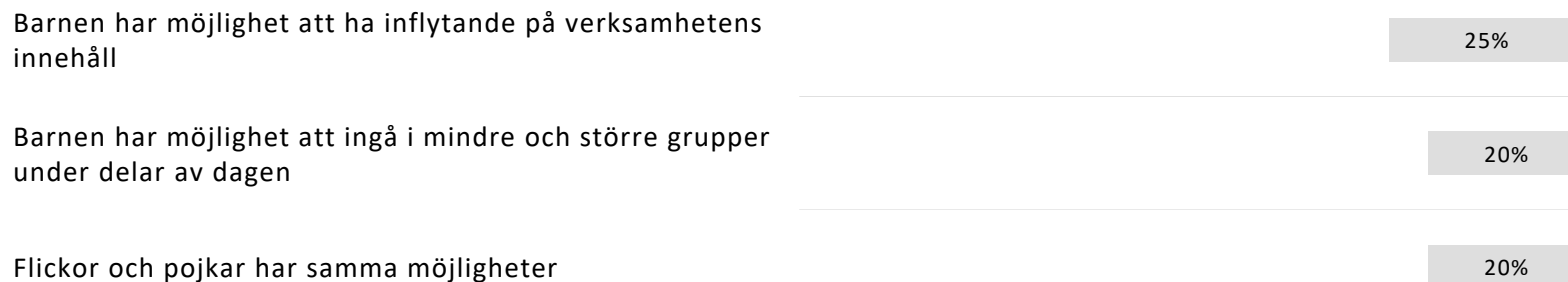 Barnen har möjlighet att ha inflytande på verksamhetens
innehåll
25%
Barnen har möjlighet att ingå i mindre och större grupper
under delar av dagen
20%
Flickor och pojkar har samma möjligheter
20%